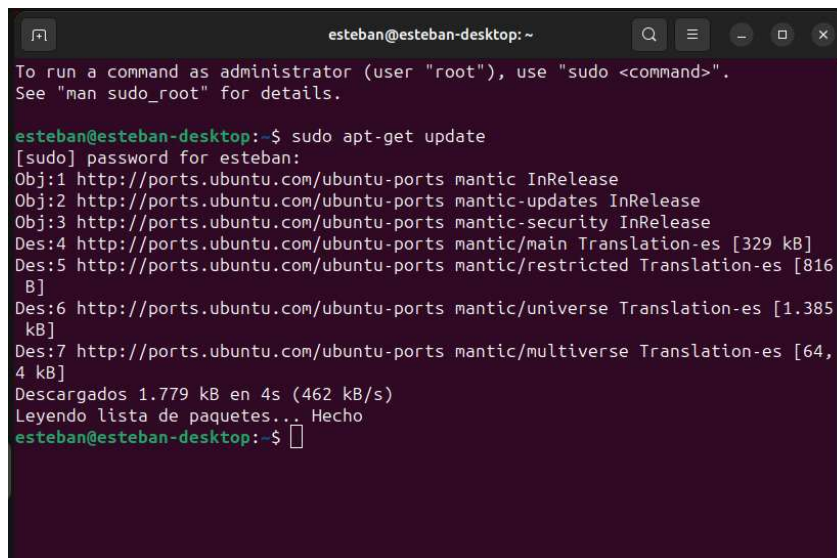 esteban@esteban-desktop: ~
To run a command as administrator (user "root"), use "sudo <command>".
See "man sudo_root" for details.
esteban@esteban-desktop:~$ sudo apt-get update
[sudo] password for esteban:
Obj:1 http://ports.ubuntu.com/ubuntu-ports mantic InRelease
Obj:2 http://ports.ubuntu.com/ubuntu-ports mantic-updates InRelease
Obj:3 http://ports.ubuntu.com/ubuntu-ports mantic-security InRelease
Des:4 http://ports.ubuntu.com/ubuntu-ports mantic/main Translation-es [329 kB]
Des:5 http://ports.ubuntu.com/ubuntu-ports mantic/restricted Translation-es [816
 B]
Des:6 http://ports.ubuntu.com/ubuntu-ports mantic/universe Translation-es [1.385
 kB]
Des:7 http://ports.ubuntu.com/ubuntu-ports mantic/multiverse Translation-es [64,
4 kB]
Descargados 1.779 kB en 4s (462 kB/s)
Leyendo lista de paquetes... Hecho
esteban@esteban-desktop:~$